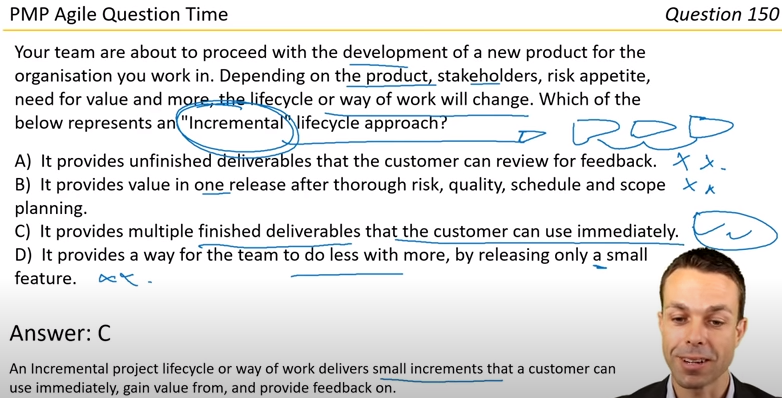 PMP Agile Question Time
Question 150
Your team are about to proceed with the development of a new product for the
organisation you work in. Depending on the product, stakeholders, risk appetite,
need for value and more, the lifecycle or way of work will change. Which of the
below represents an "Incremental" lifecycle approach?
A) It provides unfinished deliverables that the customer can review for feedback.
B) It provides value in one release after thorough risk, quality, schedule and scope
planning.
C) It provides multiple finished deliverables that the customer can use immediately.
D) It provides a way for the team to do less with more, by releasing only a small
feature.
Answer: C
An Incremental project lifecycle or way of work delivers small increments that a customer can
use immediately, gain value from, and provide feedback on.